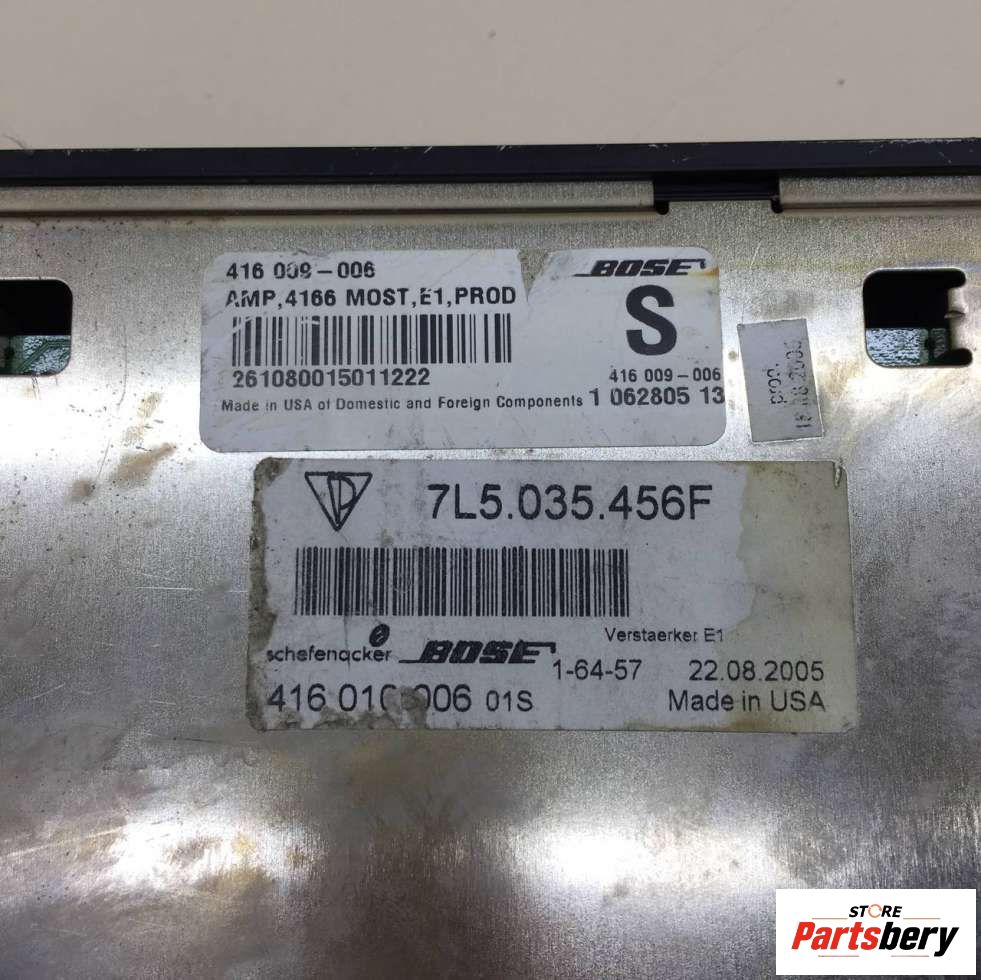 416 009-006
BOSE
AMP,4166 MOST,E1,PROD
S
261080015011222
416 009-006
Made in USA of Domestic and Foreign Components 1 062805 13
7L5.035.456F
Verstaerker E1
schefenacker BOSE
1-64-57 22.08.2005
416 006 01S Made in USA
STORE
Partsbery